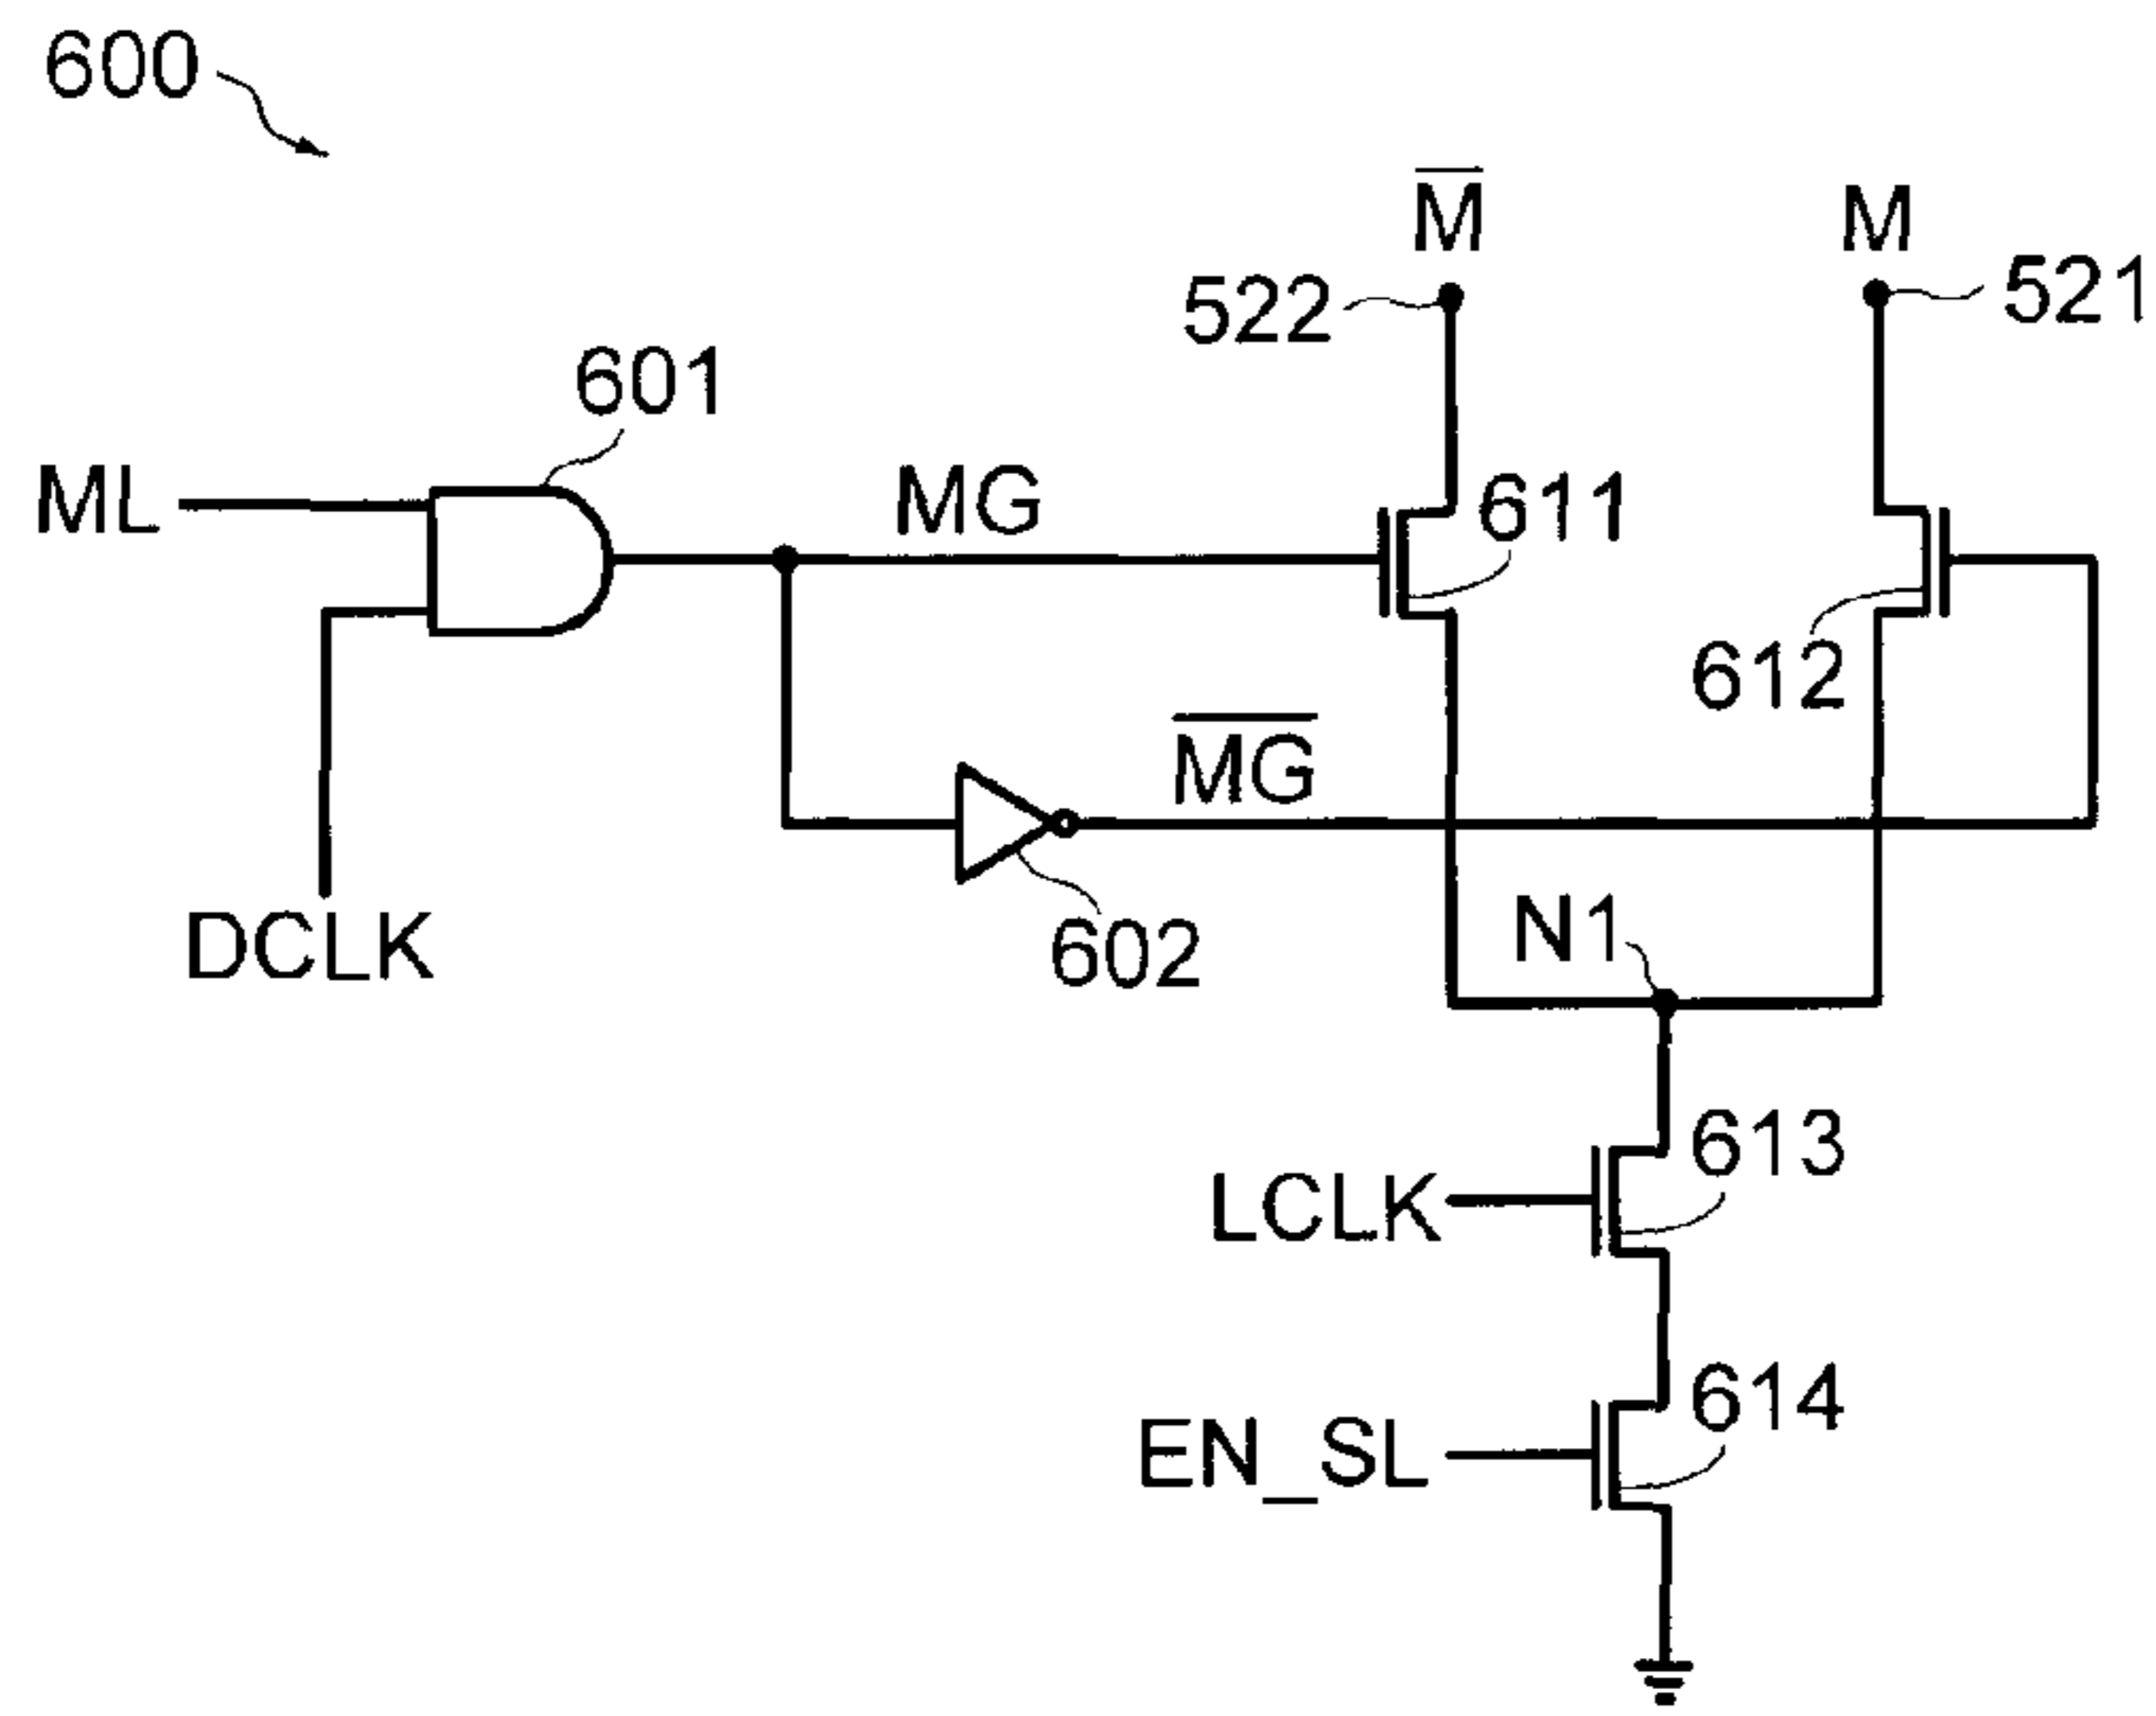 600
M̅
M
522
521
601
ML
MG
611
612
M̅G̅
DCLK
602
N1
613
LCLK
614
EN_SL